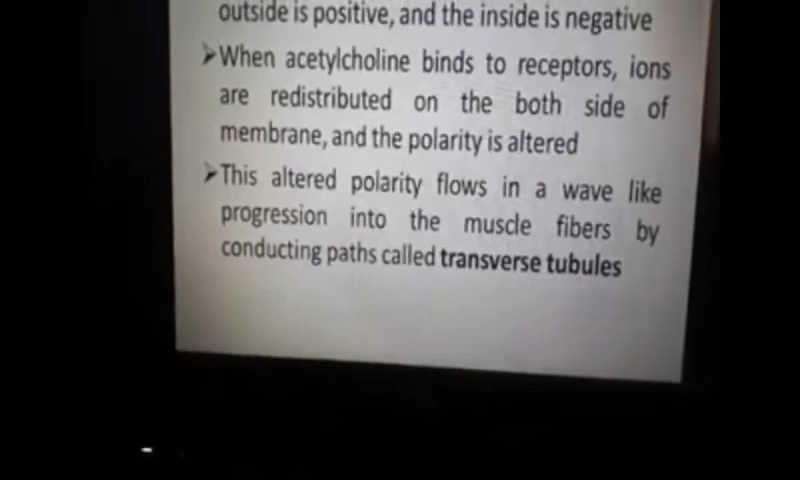 outside is positive, and the inside is negative
➢When acetylcholine binds to receptors, ions
are redistributed on the both side of
membrane, and the polarity is altered
➢This altered polarity flows in a wave like
progression into the muscle fibers by
conducting paths called transverse tubules